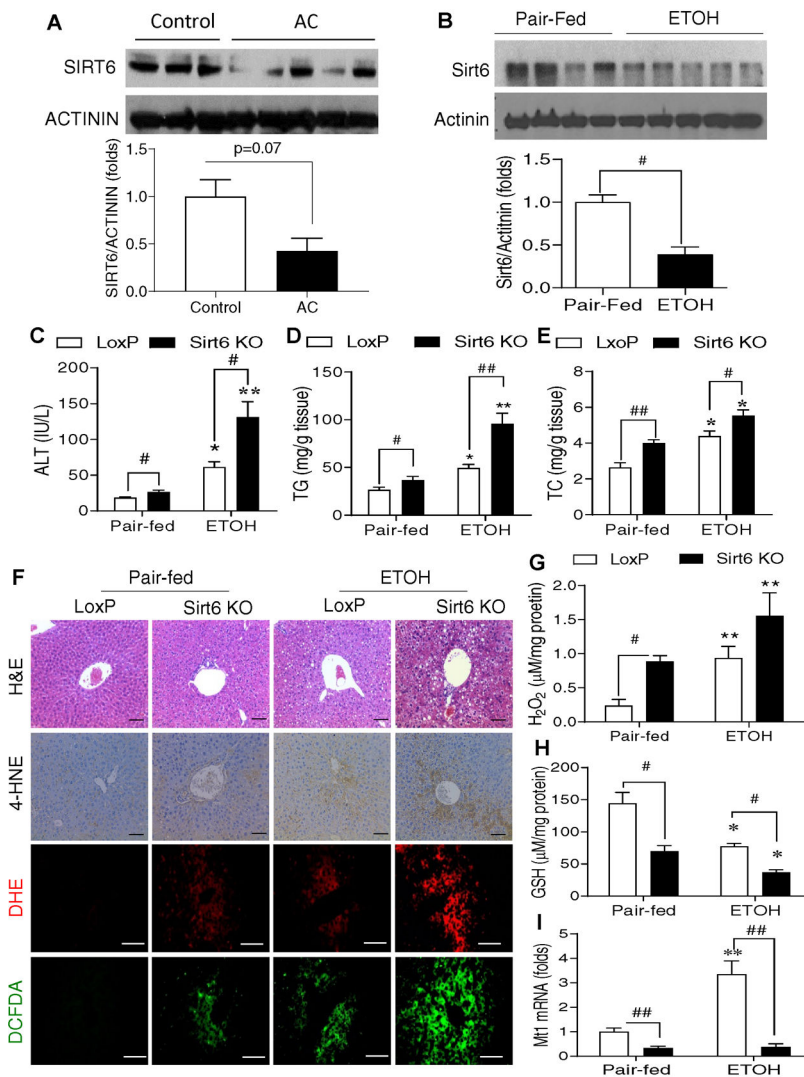 A
Control AC
SIRT6
ACTININ
SIRT6/ACTININ (folds)
p=0.07
1.5
1.0
0.5
0.0
Control AC
B
Pair-Fed ETOH
Sirt6
Actinin
Sirt6/Actitnin (folds)
#
1.5
1.0
0.5
0.0
Pair-Fed ETOH
C
LoxP Sirt6 KO
ALT (IU/L)
200
150
100
50
0
#
#
*
**
Pair-fed ETOH
D
LoxP Sirt6 KO
TG (mg/g tissue)
150
100
50
0
#
##
*
**
Pair-fed ETOH
E
LxoP Sirt6 KO
TC (mg/g tissue)
8
6
4
2
0
##
#
*
*
Pair-fed ETOH
F
Pair-fed ETOH
LoxP Sirt6 KO LoxP Sirt6 KO
H&E
4-HNE
DHE
DCFDA
G
LoxP Sirt6 KO
H2O2 (μM/mg proetin)
2.0
1.5
1.0
0.5
0.0
#
**
**
Pair-fed ETOH
H
GSH (μM/mg protein)
200
150
100
50
0
#
#
*
*
Pair-fed ETOH
I
Mt1 mRNA (folds)
5
4
3
2
1
0
##
##
**
Pair-fed ETOH